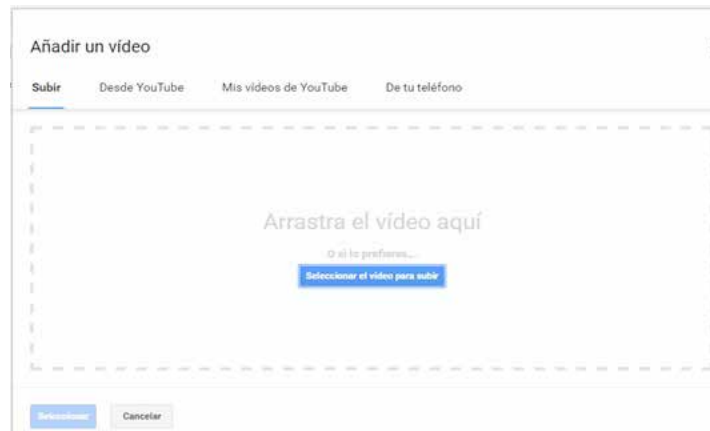 Añadir un vídeo
Subir Desde YouTube Mis vídeos de YouTube De tu teléfono
Arrastra el vídeo aquí
O si lo prefieres...
Seleccionar el vídeo para subir
Seleccionar Cancelar